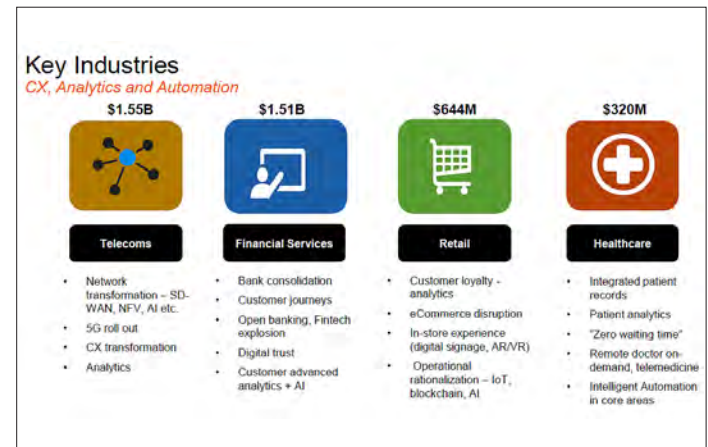 Key Industries
CX, Analytics and Automation
$1.55B
$1.51B
$644M
$320M
Telecoms
Financial Services
Retail
Healthcare
• Network
transformation – SD-
WAN, NFV, AI etc.
• 5G roll out
• CX transformation
• Analytics
• Bank consolidation
• Customer journeys
• Open banking, Fintech
explosion
• Digital trust
• Customer advanced
analytics + AI
• Customer loyalty -
analytics
• eCommerce disruption
• In-store experience
(digital signage, AR/VR)
• Operational
rationalization – IoT,
blockchain, AI
• Integrated patient
records
• Patient analytics
• "Zero waiting time"
• Remote doctor on-
demand, telemedicine
• Intelligent Automation
in core areas